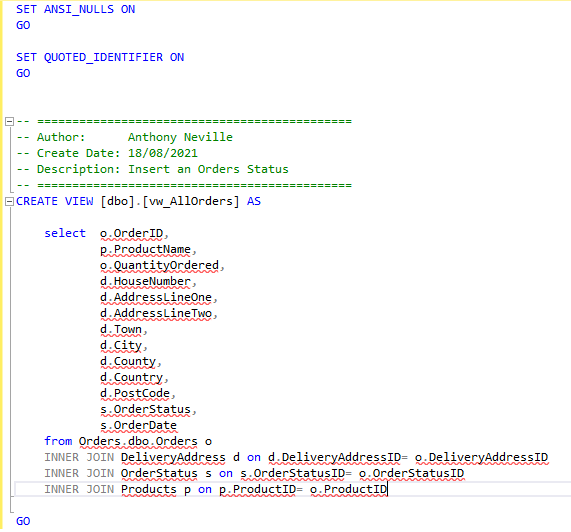 SET ANSI_NULLS ON
GO
SET QUOTED_IDENTIFIER ON
GO
-- =============================================
-- Author:      Anthony Neville
-- Create Date: 18/08/2021
-- Description: Insert an Orders Status
-- =============================================
CREATE VIEW [dbo].[vw_AllOrders] AS
    select  o.OrderID,
            p.ProductName,
            o.QuantityOrdered,
            d.HouseNumber,
            d.AddressLineOne,
            d.AddressLineTwo,
            d.Town,
            d.City,
            d.County,
            d.Country,
            d.PostCode,
            s.OrderStatus,
            s.OrderDate
    from Orders.dbo.Orders o
    INNER JOIN DeliveryAddress d on d.DeliveryAddressID= o.DeliveryAddressID
    INNER JOIN OrderStatus s on s.OrderStatusID= o.OrderStatusID
    INNER JOIN Products p on p.ProductID= o.ProductID
GO